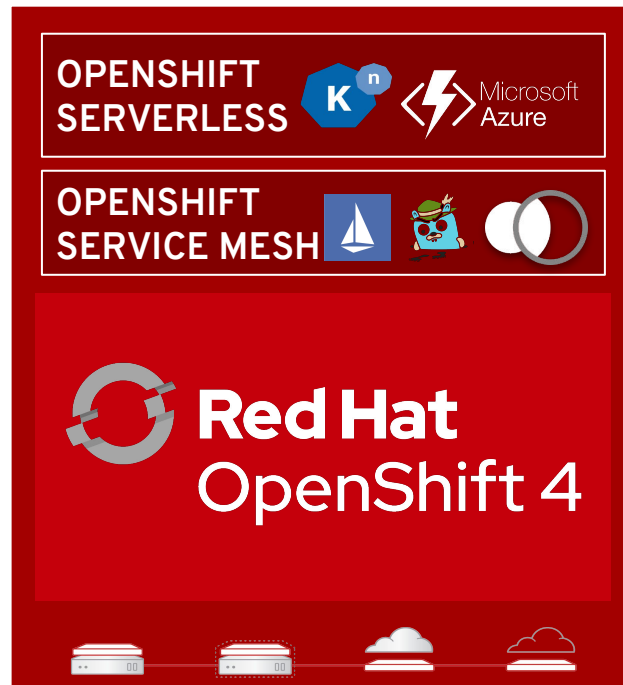 OPENSHIFT
SERVERLESS
K
n
Microsoft
Azure
OPENSHIFT
SERVICE MESH
Red Hat
OpenShift 4